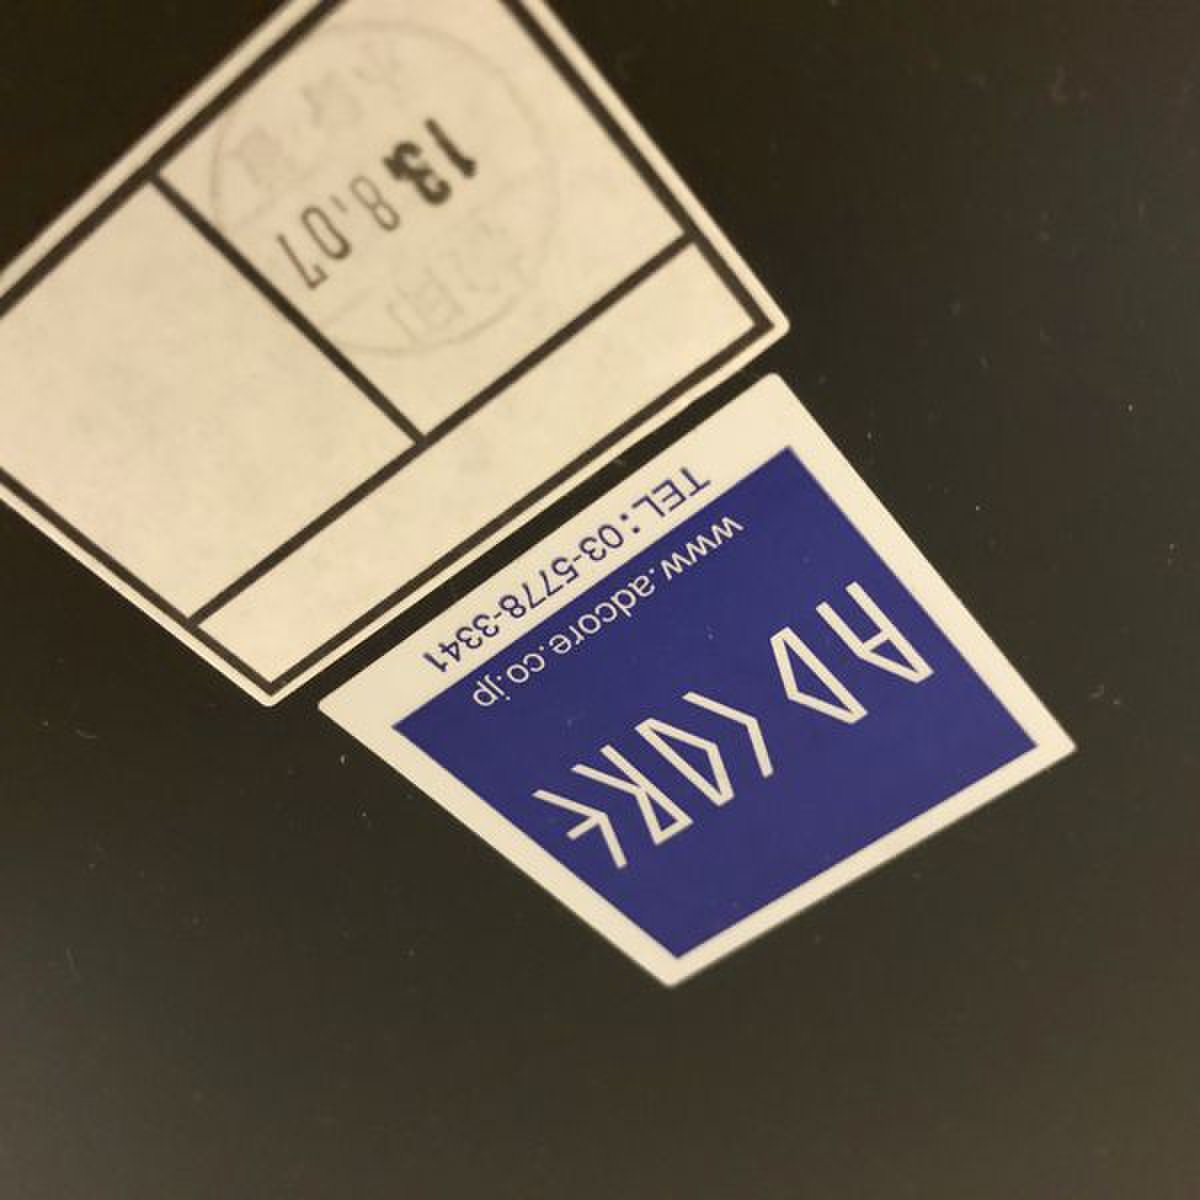 AD CORE
www.adcore.co.jp
TEL:03-5778-3341
13.8.07